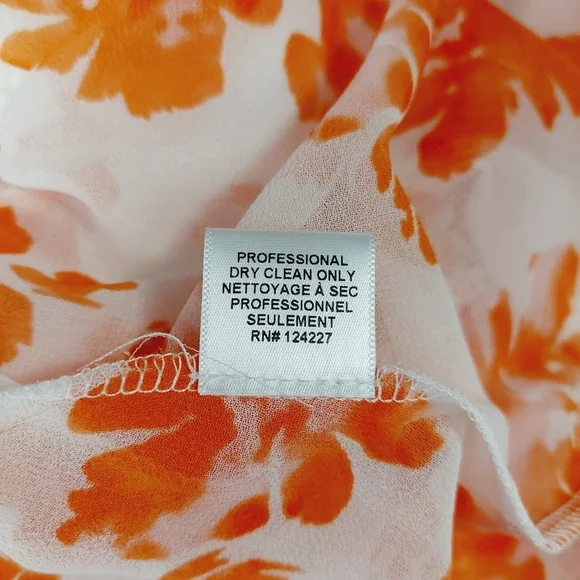 PROFESSIONAL
DRY CLEAN ONLY
NETTOYAGE À SEC
PROFESSIONNEL
SEULEMENT
RN# 124227